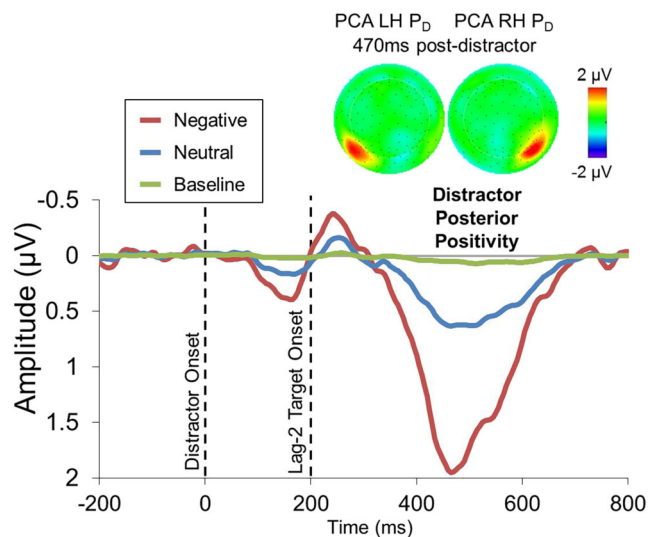 PCA LH PD PCA RH PD
470ms post-distractor
2 µV
-2 µV
Negative
Neutral
Baseline
Distractor
Posterior
Positivity
-0.5
0
0.5
1
1.5
2
Amplitude (µV)
Distractor Onset
Lag-2 Target Onset
-200 0 200 400 600 800
Time (ms)